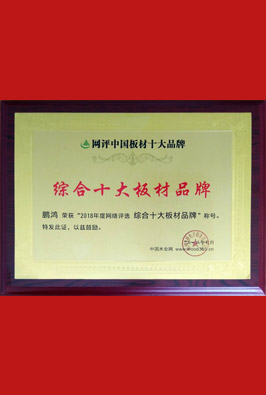 网评中国板材十大品牌
综合十大板材品牌
鹏鸿 荣获“2018年度网络评选 综合十大板材品牌”称号。
特发此证，以兹鼓励。
中国木业网